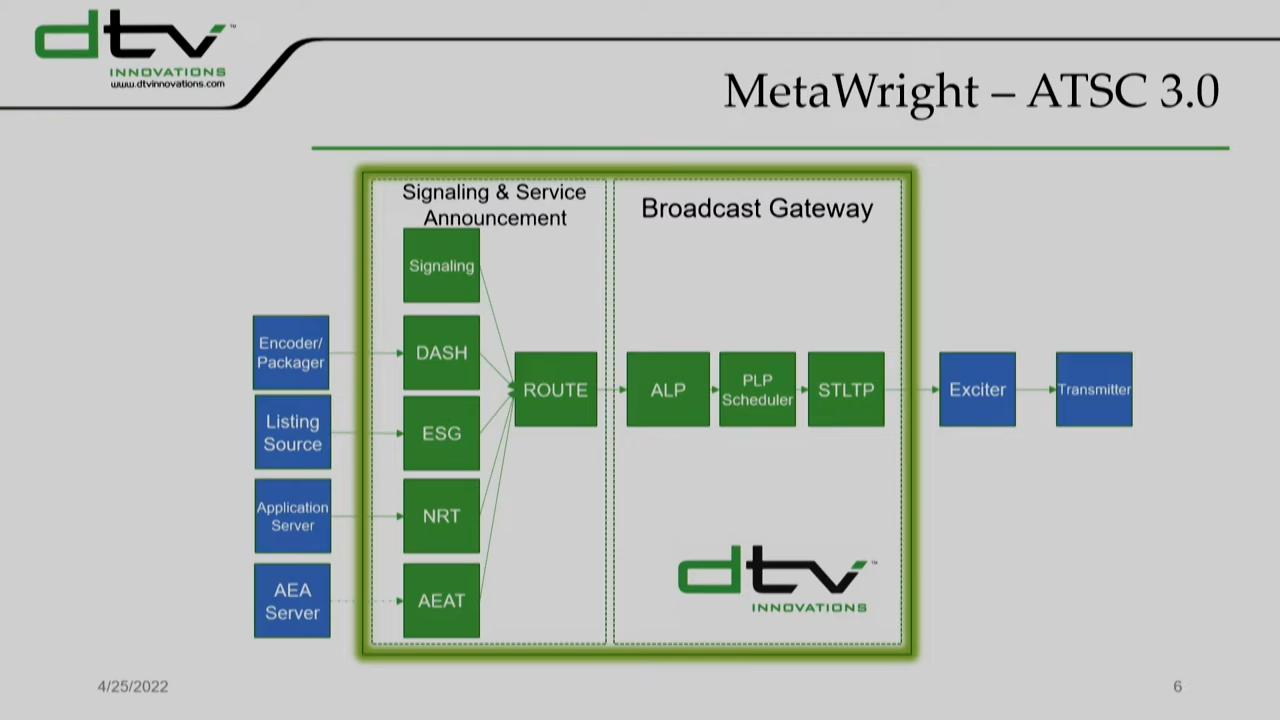 dtv™
INNOVATIONS
www.dtvinnovations.com
MetaWright – ATSC 3.0
Signaling & Service
Announcement
Broadcast Gateway
Signaling
Encoder/
Packager
DASH
Listing
Source
ESG
Application
Server
NRT
AEA
Server
AEAT
ROUTE
ALP
PLP
Scheduler
STLTP
Exciter
Transmitter
dtv™
INNOVATIONS
4/25/2022
6